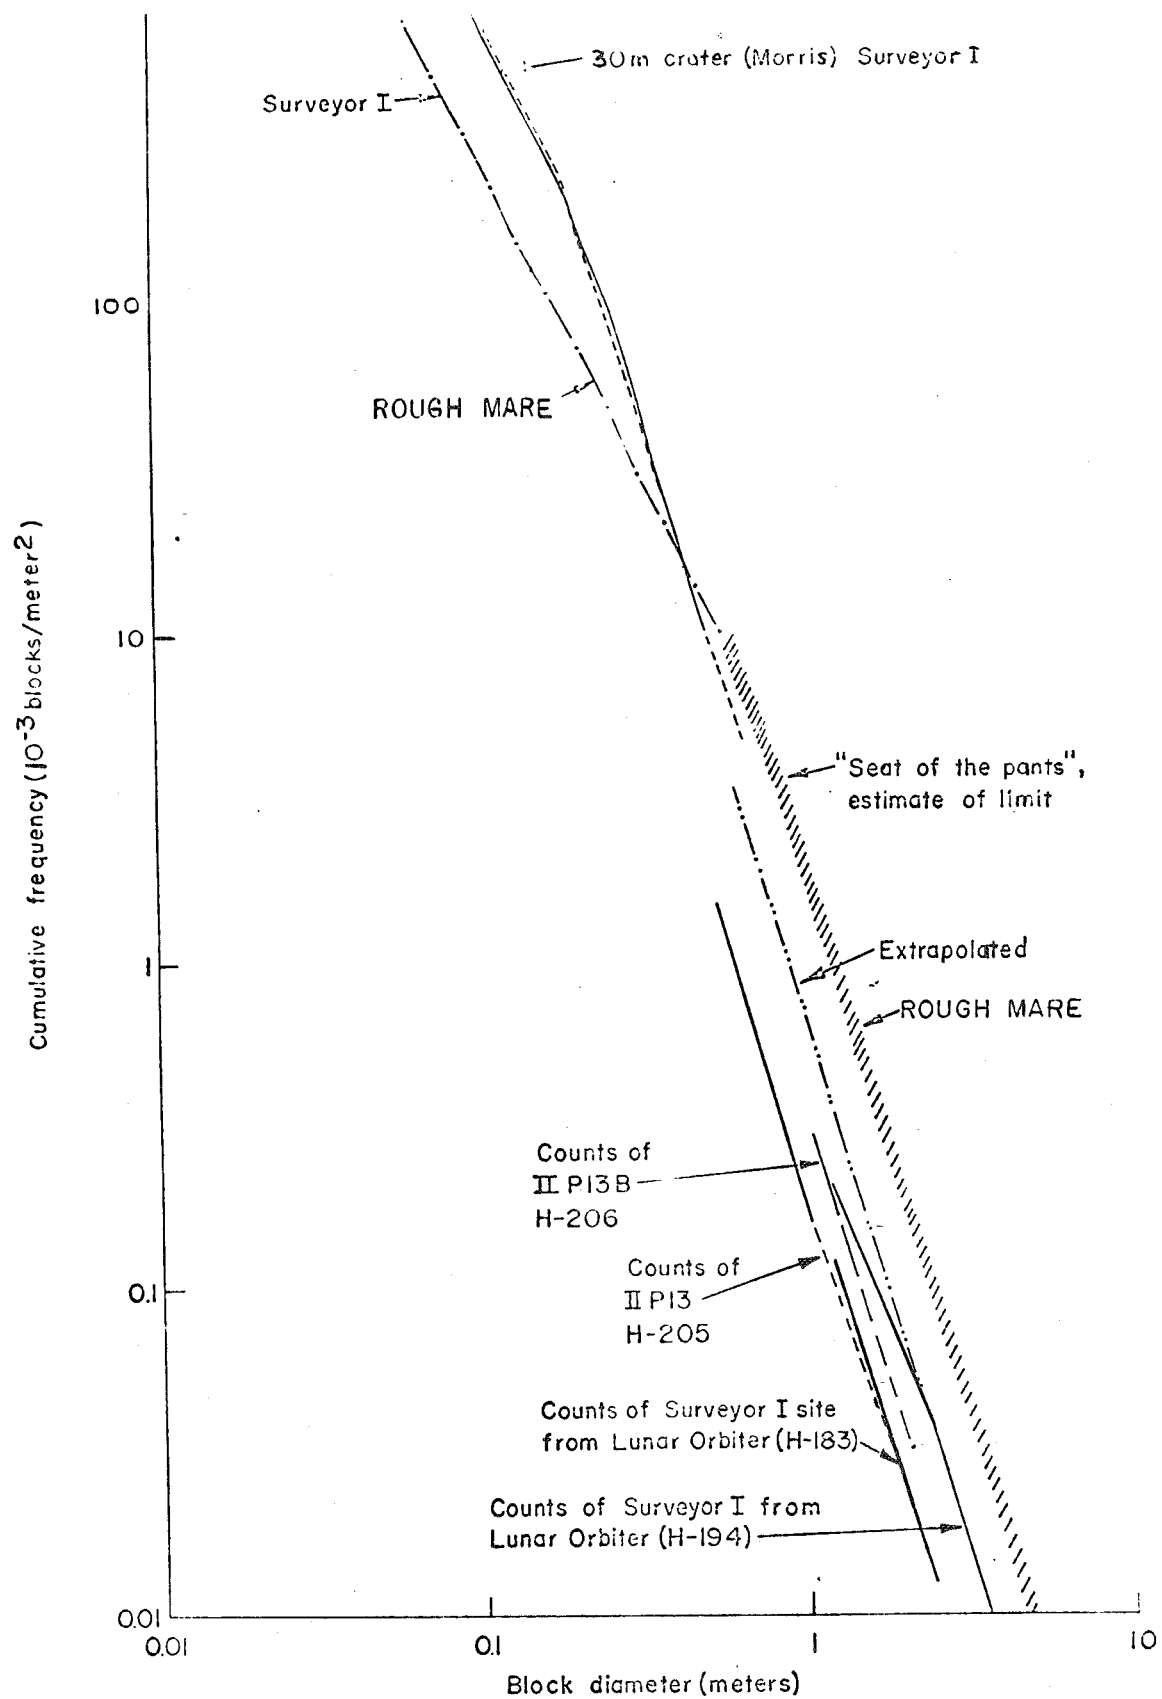 30m crater (Morris) Surveyor I
Surveyor I
100
ROUGH MARE
Cumulative frequency (10-3 blocks/meter2)
10
"Seat of the pants",
estimate of limit
1
Extrapolated
ROUGH MARE
Counts of
II P13B
H-206
0.1
Counts of
II P13
H-205
Counts of Surveyor I site
from Lunar Orbiter (H-183)
Counts of Surveyor I from
Lunar Orbiter (H-194)
0.01
0.01
0.1
1
10
Block diameter (meters)